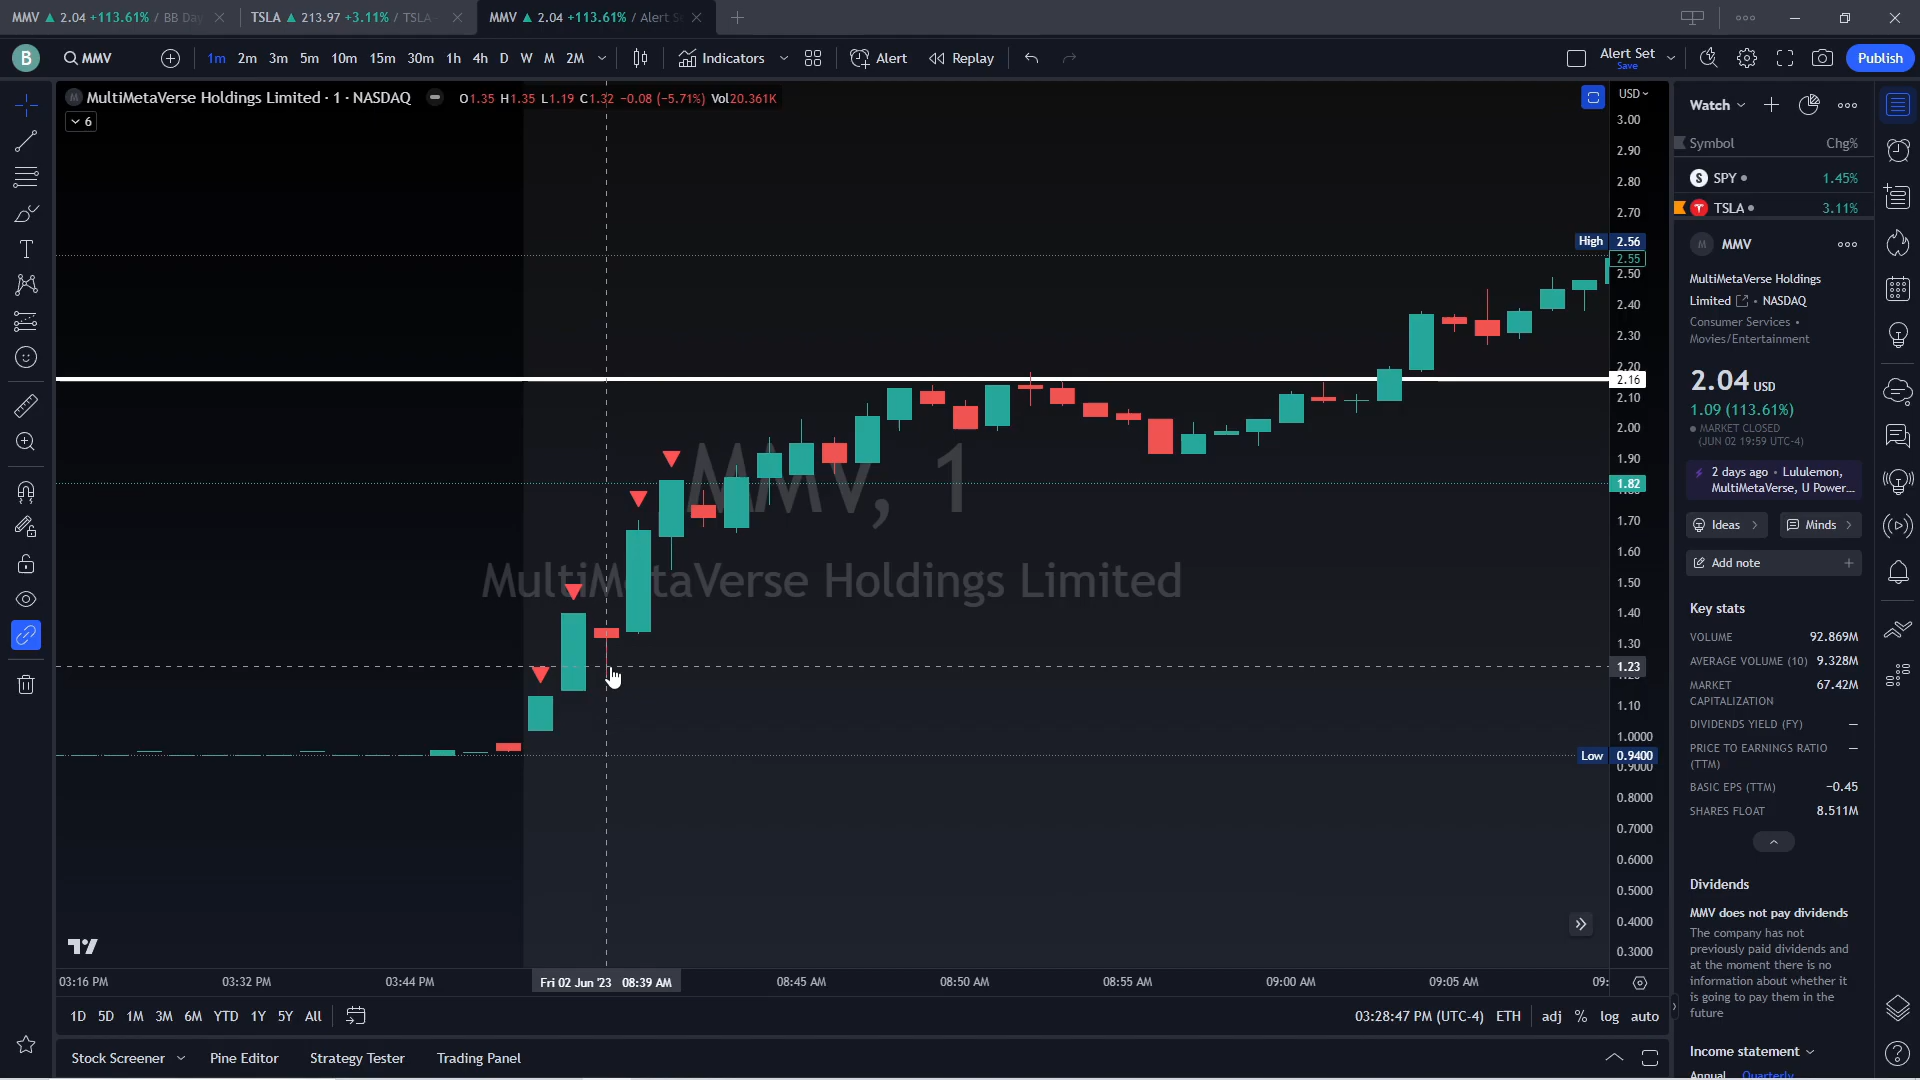 MMV ▲ 2.04 +113.61% / BB Day
TSLA ▲ 213.97 +3.11% / TSLA
MMV ▲ 2.04 +113.61% / Alert Se
B
MMV
1m 2m 3m 5m 10m 15m 30m 1h 4h D W M 2M
Indicators
Alert
Replay
Alert Set
Save
Publish
MultiMetaVerse Holdings Limited · 1 · NASDAQ
O1.35 H1.35 L1.19 C1.32 −0.08 (−5.71%) Vol20.361K
6
MMV, 1
MultiMetaVerse Holdings Limited
USD
3.00
2.90
2.80
2.70
High 2.56
2.55
2.50
2.40
2.30
2.20
2.16
2.10
2.00
1.90
1.82
1.70
1.60
1.50
1.40
1.30
1.23
1.10
1.0000
Low 0.9400
0.9000
0.8000
0.7000
0.6000
0.5000
0.4000
0.3000
03:16 PM 03:32 PM 03:44 PM Fri 02 Jun '23 08:39 AM 08:45 AM 08:50 AM 08:55 AM 09:00 AM 09:05 AM 09:
1D 5D 1M 3M 6M YTD 1Y 5Y All
03:28:47 PM (UTC-4) ETH adj % log auto
Stock Screener Pine Editor Strategy Tester Trading Panel
Watch
Symbol Chg%
S SPY 1.45%
TSLA 3.11%
M MMV
MultiMetaVerse Holdings
Limited • NASDAQ
Consumer Services •
Movies/Entertainment
2.04 USD
1.09 (113.61%)
MARKET CLOSED
(JUN 02 19:59 UTC-4)
2 days ago • Lululemon,
MultiMetaVerse, U Power...
Ideas
Minds
Add note
Key stats
VOLUME 92.869M
AVERAGE VOLUME (10) 9.328M
MARKET 67.42M
CAPITALIZATION
DIVIDENDS YIELD (FY) —
PRICE TO EARNINGS RATIO —
(TTM)
BASIC EPS (TTM) −0.45
SHARES FLOAT 8.511M
Dividends
MMV does not pay dividends
The company has not
previously paid dividends and
at the moment there is no
information about whether it
is going to pay them in the
future
Income statement
Annual Quarterly